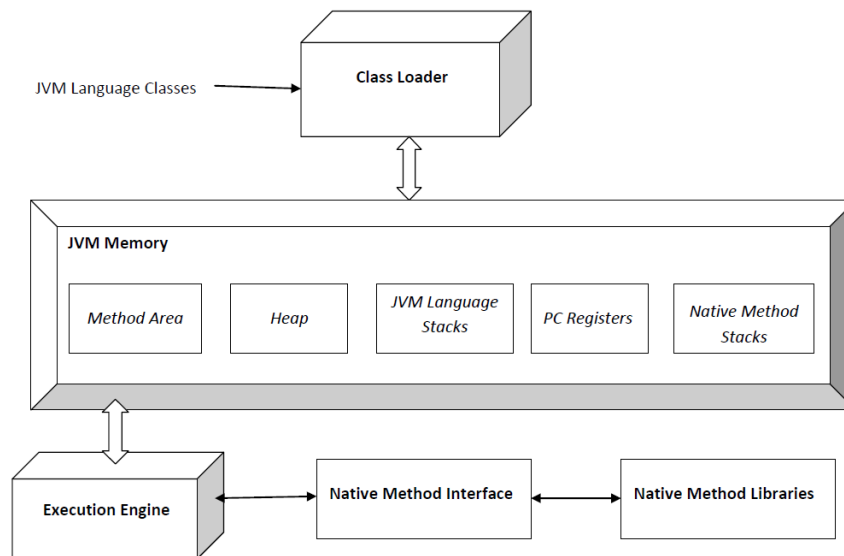 Class Loader
JVM Language Classes
JVM Memory
Method Area
Heap
JVM Language
Stacks
PC Registers
Native Method
Stacks
Execution Engine
Native Method Interface
Native Method Libraries